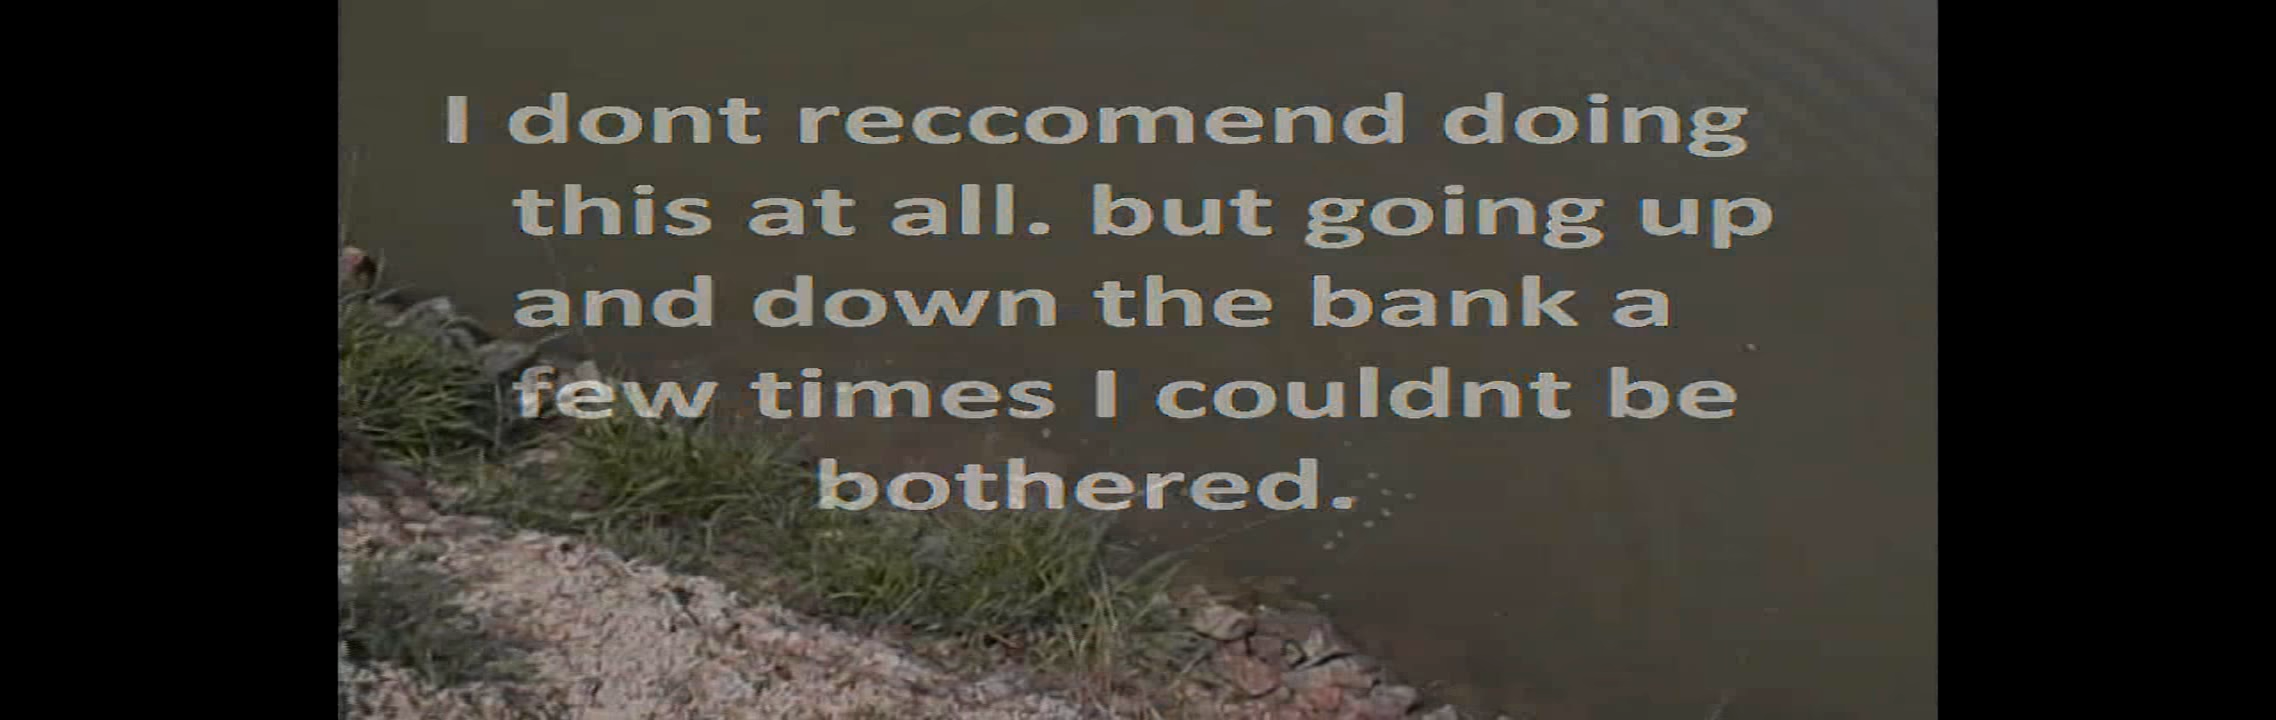 I dont reccomend doing
this at all. but going up
and down the bank a
few times I couldnt be
bothered.